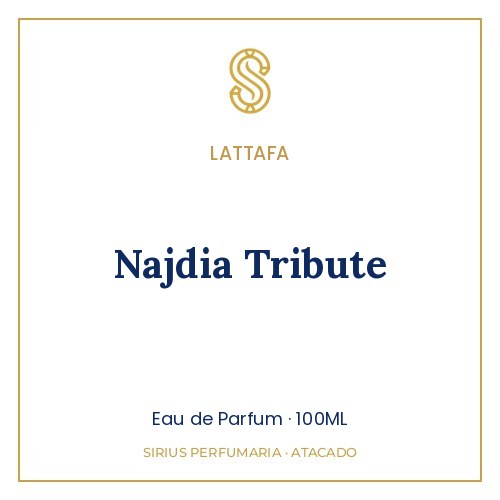 LATTAFA
Najdia Tribute
Eau de Parfum · 100ML
SIRIUS PERFUMARIA · ATACADO